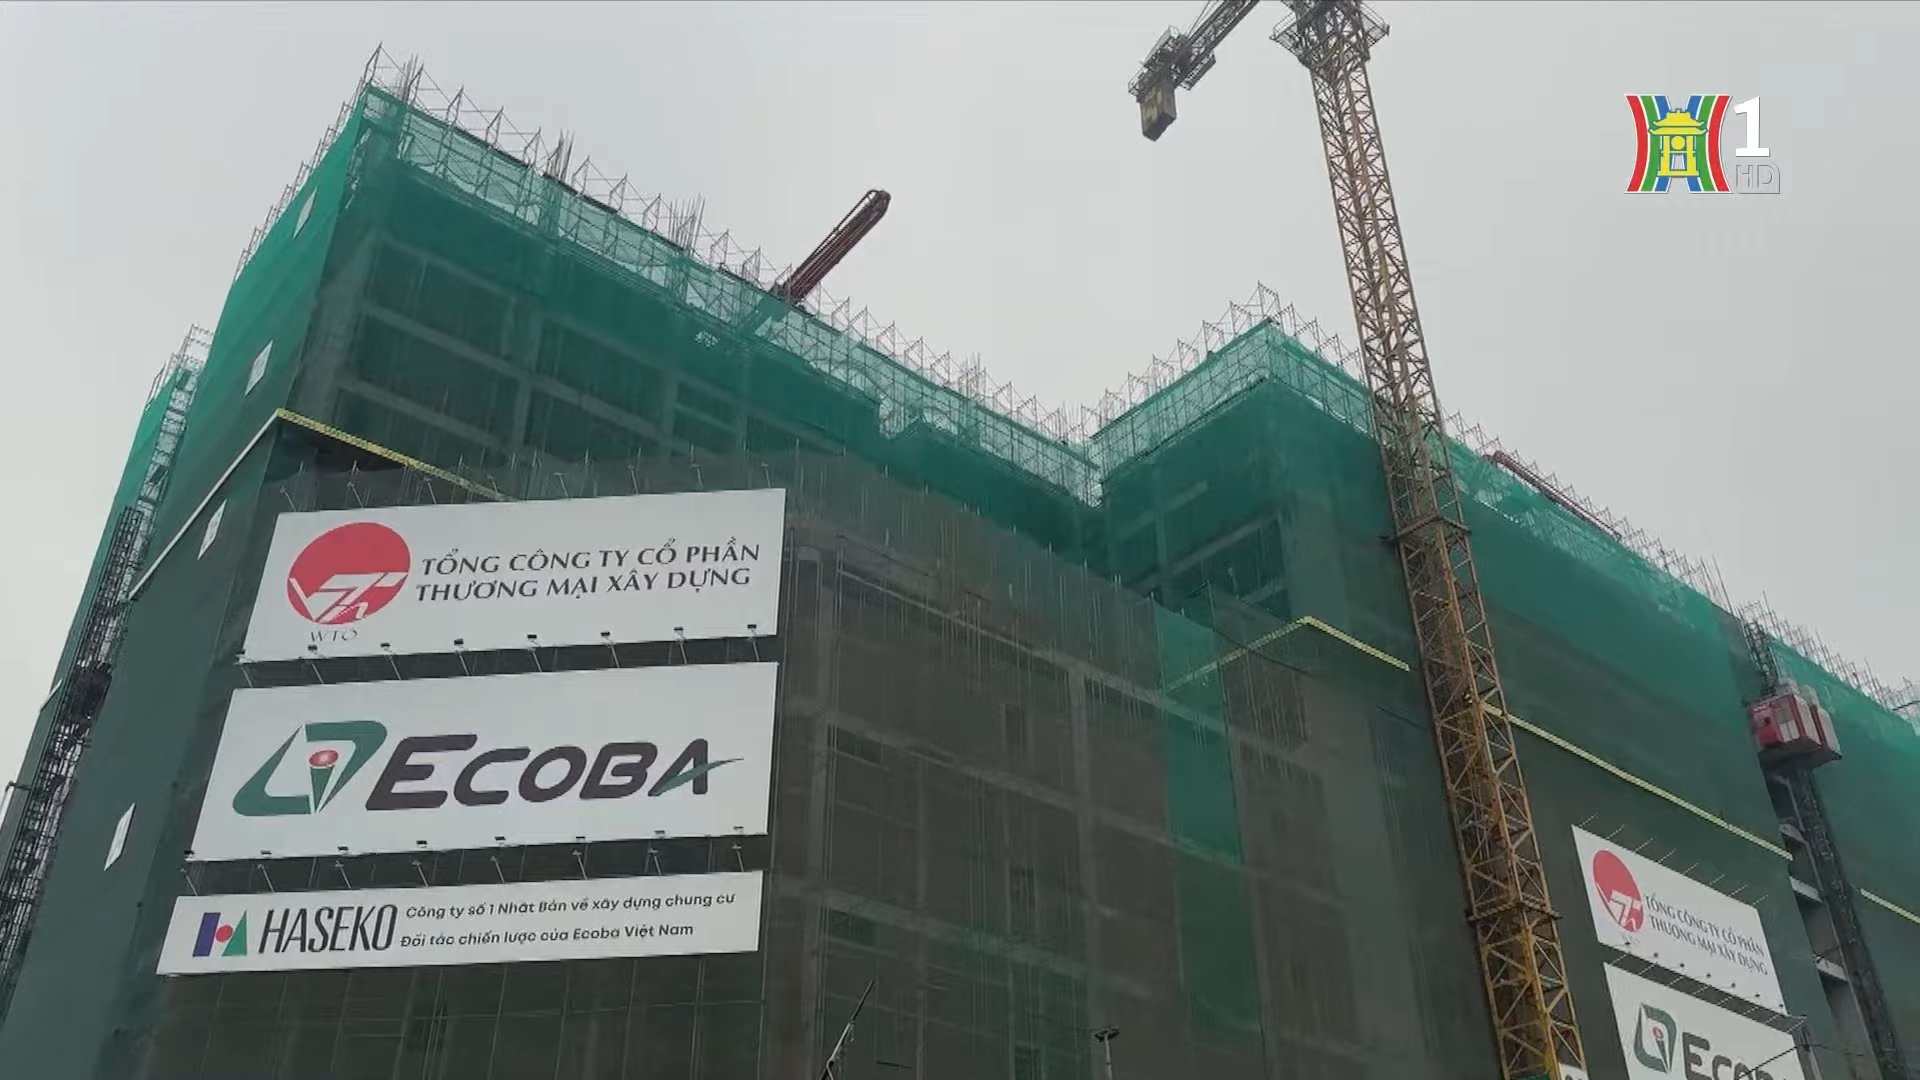 1
HD
TỔNG CÔNG TY CỔ PHẦN
THƯƠNG MẠI XÂY DỰNG
WTO
ECOBA
HASEKO
Công ty số 1 Nhật Bản về xây dựng chung cư
Đối tác chiến lược của Ecoba Việt Nam
TỔNG CÔNG TY CỔ PHẦN
THƯƠNG MẠI XÂY DỰNG